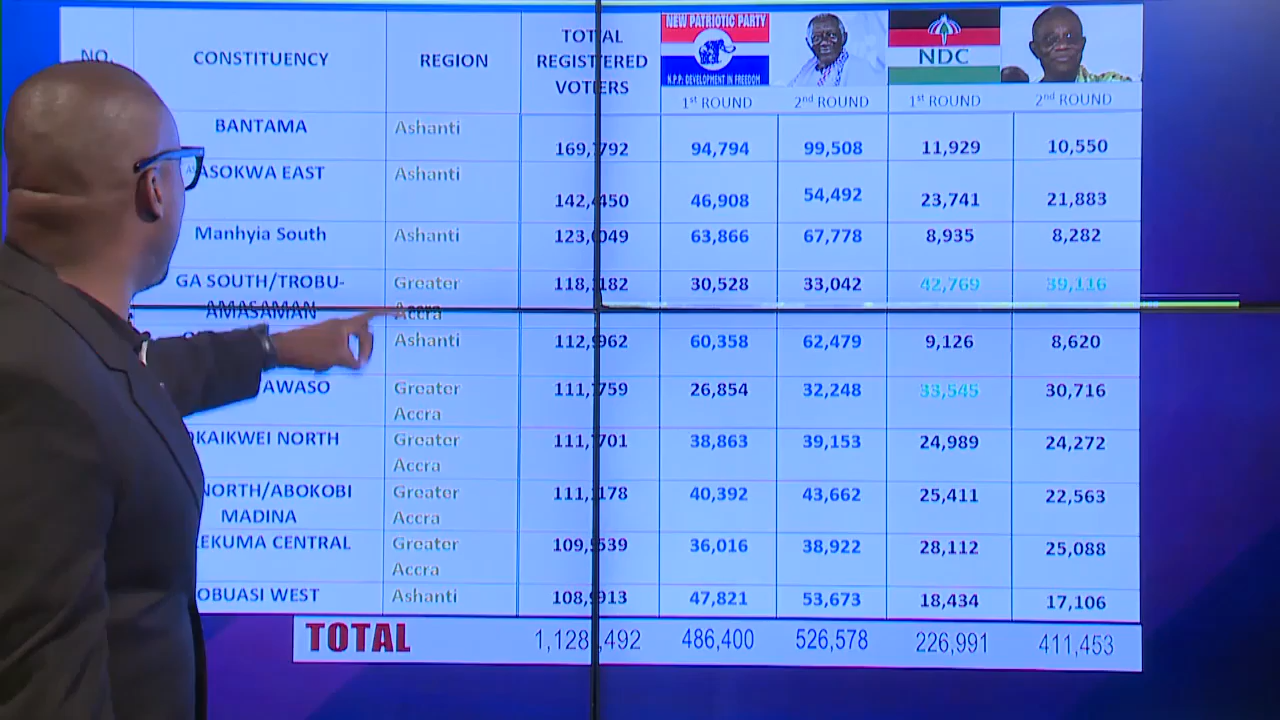 NO. CONSTITUENCY REGION TOTAL REGISTERED VOTERS
NEW PATRIOTIC PARTY
N.P.P: DEVELOPMENT IN FREEDOM
NDC
1st ROUND 2nd ROUND 1st ROUND 2nd ROUND
BANTAMA Ashanti 169,792 94,794 99,508 11,929 10,550
ASOKWA EAST Ashanti 142,450 46,908 54,492 23,741 21,883
Manhyia South Ashanti 123,049 63,866 67,778 8,935 8,282
GA SOUTH/TROBU- Greater 118,182 30,528 33,042 42,769 39,116
AMASAMAN Accra
Ashanti 112,962 60,358 62,479 9,126 8,620
AWASO Greater 111,759 26,854 32,248 33,545 30,716
Accra
OKAIKWEI NORTH Greater 111,701 38,863 39,153 24,989 24,272
Accra
NORTH/ABOKOBI Greater 111,178 40,392 43,662 25,411 22,563
MADINA Accra
LEKUMA CENTRAL Greater 109,539 36,016 38,922 28,112 25,088
Accra
OBUASI WEST Ashanti 108,913 47,821 53,673 18,434 17,106
TOTAL 1,128,492 486,400 526,578 226,991 411,453